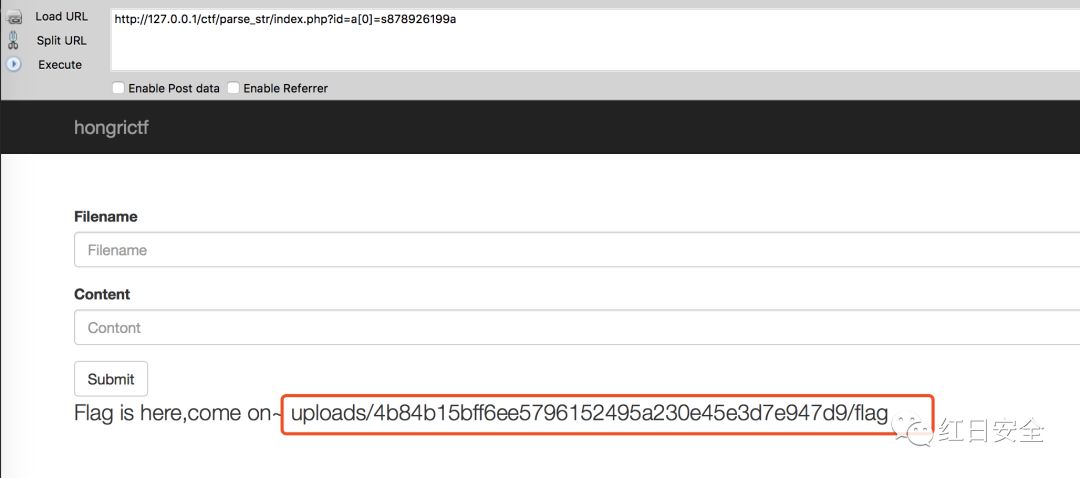 Load URL
http://127.0.0.1/ctf/parse_str/index.php?id=a[0]=s878926199a
Split URL
Execute
Enable Post data Enable Referrer
hongrictf
Filename
Filename
Content
Contont
Submit
Flag is here,come on~ uploads/4b84b15bff6ee5796152495a230e45e3d7e947d9/flag
红日安全